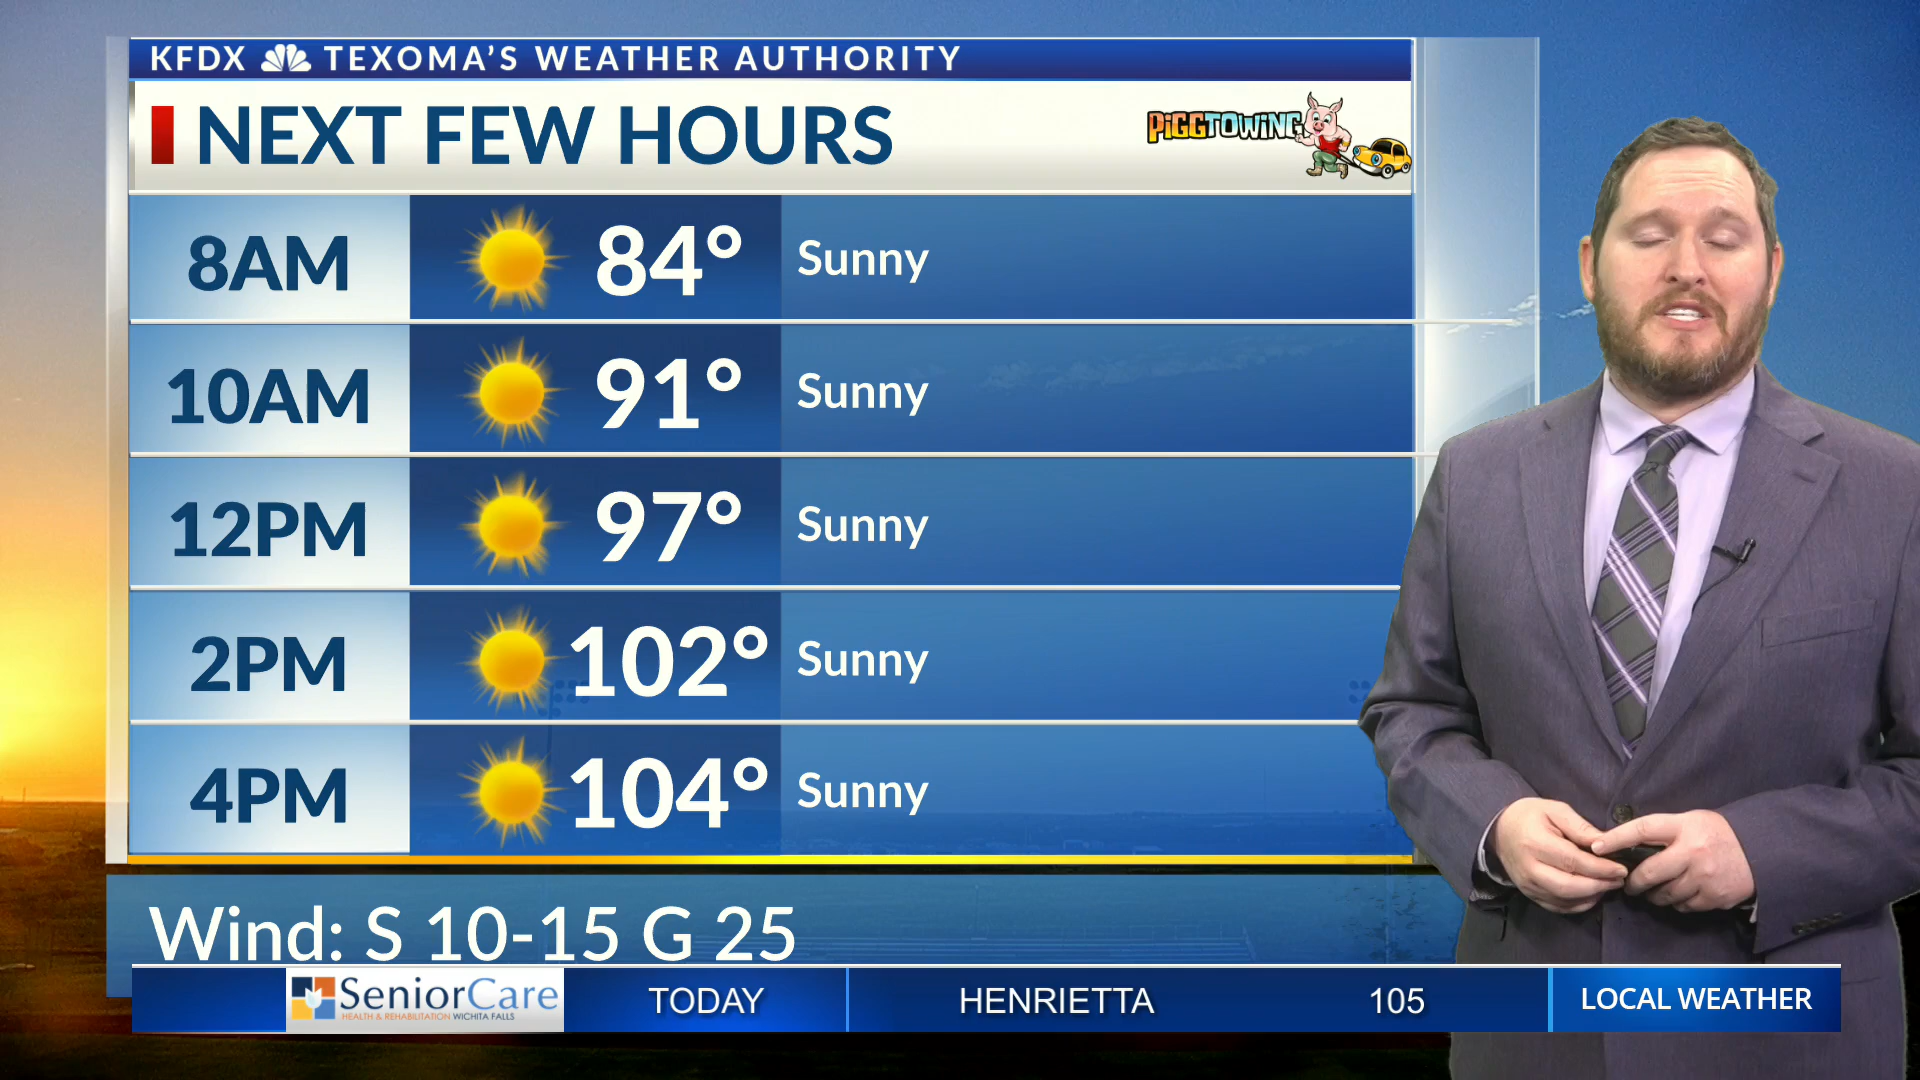 KFDX TEXOMA'S WEATHER AUTHORITY
NEXT FEW HOURS
PIGGTOWING
8AM 84° Sunny
10AM 91° Sunny
12PM 97° Sunny
2PM 102° Sunny
4PM 104° Sunny
Wind: S 10-15 G 25
SeniorCare
HEALTH & REHABILITATION WICHITA FALLS
TODAY HENRIETTA 105 LOCAL WEATHER